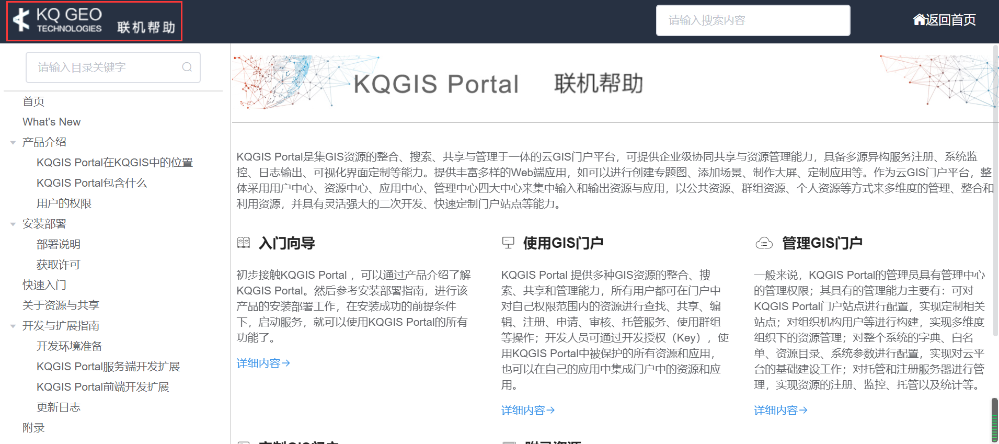 KQ GEO
TECHNOLOGIES
联机帮助
请输入搜索内容
返回首页
请输入目录关键字
首页
What's New
产品介绍
KQGIS Portal在KQGIS中的位置
KQGIS Portal包含什么
用户的权限
安装部署
部署说明
获取许可
快速入门
关于资源与共享
开发与扩展指南
开发环境准备
KQGIS Portal服务端开发扩展
KQGIS Portal前端开发扩展
更新日志
附录
KQGIS Portal 联机帮助
KQGIS Portal是集GIS资源的整合、搜索、共享与管理于一体的云GIS门户平台，可提供企业级协同共享与资源管理能力，具备多源异构服务注册、系统监
控、日志输出、可视化界面定制等能力。提供丰富多样的Web端应用，如可以进行创建专题图、添加场景、制作大屏、定制应用等。作为云GIS门户平台，整
体采用用户中心、资源中心、应用中心、管理中心四大中心来集中输入和输出资源与应用，以公共资源、群组资源、个人资源等方式来多维度的管理、整合和
利用资源，并具有灵活强大的二次开发、快速定制门户站点等能力。
入门向导
初步接触KQGIS Portal ，可以通过产品介绍了解
KQGIS Portal。然后参考安装部署指南，进行该
产品的安装部署工作，在安装成功的前提条件
下，启动服务，就可以使用KQGIS Portal的所有
功能了。
详细内容→
使用GIS门户
KQGIS Portal 提供多种GIS资源的整合、搜
索、共享和管理能力，所有用户都可在门户中
对自己权限范围内的资源进行查找、共享、编
辑、注册、申请、审核、托管服务、使用群组
等操作；开发人员可通过开发授权（Key），使
用KQGIS Portal中被保护的所有资源和应用，
也可以在自己的应用中集成门户中的资源和应
用。
详细内容→
管理GIS门户
一般来说，KQGIS Portal的管理员具有管理中心
的管理权限；其具有的管理能力主要有：可对
KQGIS Portal门户站点进行配置，实现定制相关
站点；对组织机构用户等进行构建，实现多维度
组织下的资源管理；对整个系统的字典、白名
单、资源目录、系统参数进行配置，实现对云平
台的基础建设工作；对托管和注册服务器进行管
理，实现资源的注册、监控、托管以及统计等。
详细内容→
定制GIS门户
附录资源